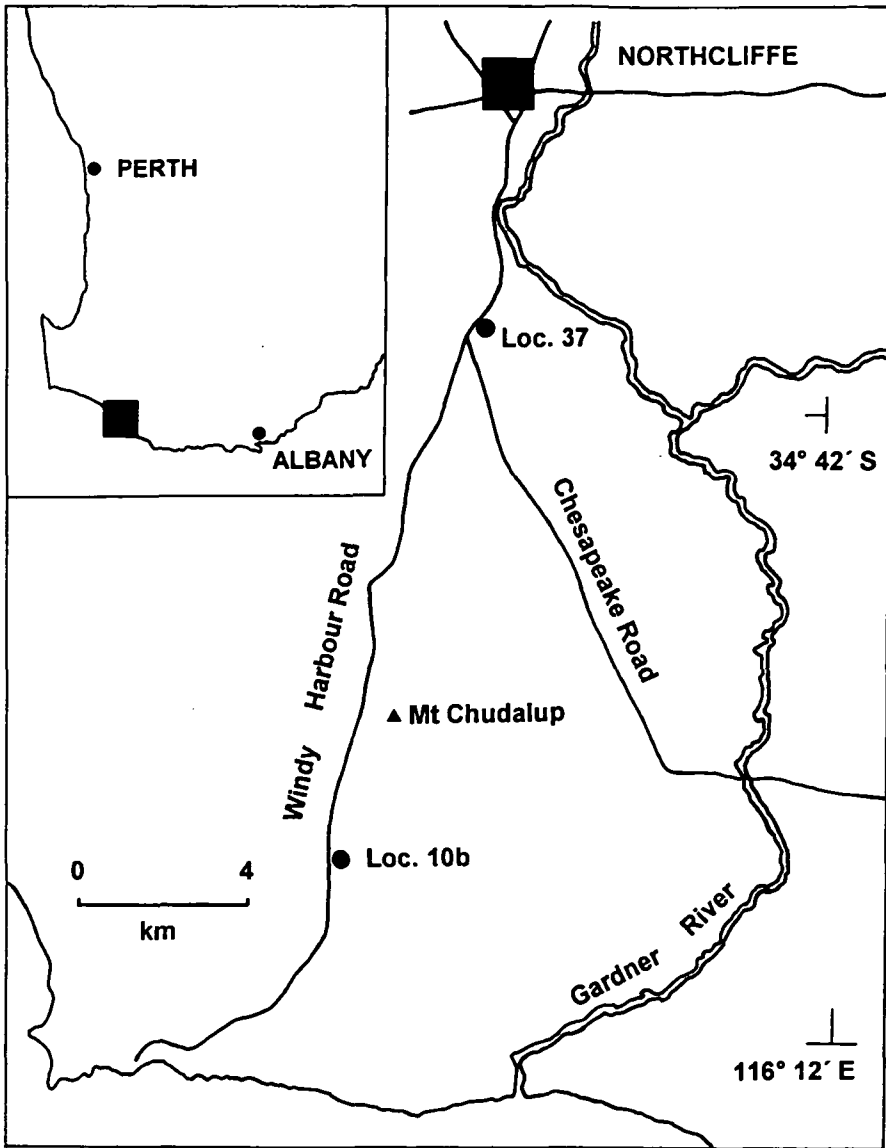 NORTHCLIFFE
PERTH
ALBANY
Loc. 37
34° 42´ S
Chesapeake Road
Windy Harbour Road
Mt Chudalup
Loc. 10b
0 4
km
Gardner River
116° 12´ E